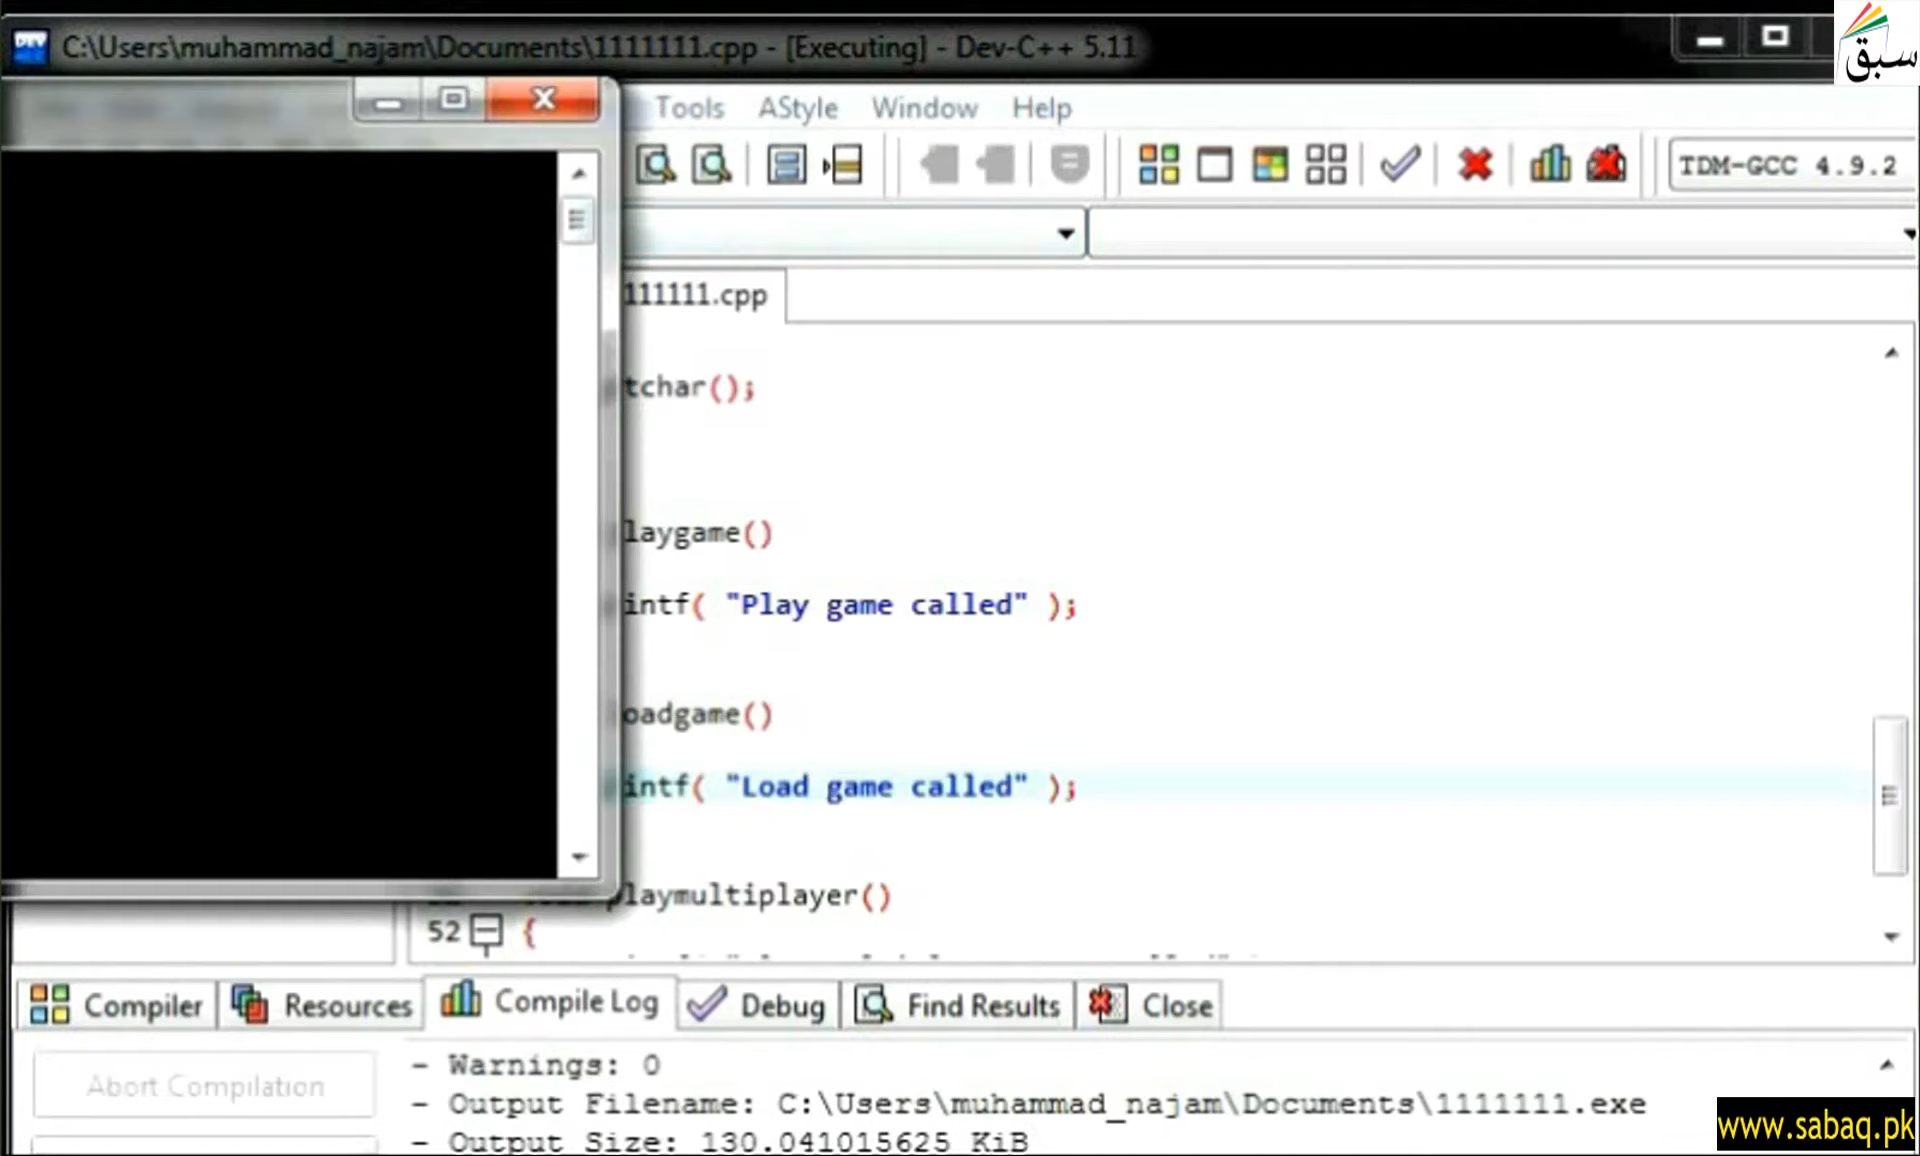 C:\Users\muhammad_najam\Documents\1111111.cpp - [Executing] - Dev-C++ 5.11
سبق
Tools AStyle Window Help
TDM-GCC 4.9.2
111111.cpp
tchar();
laygame()
intf( "Play game called" );
oadgame()
intf( "Load game called" );
playmultiplayer()
52 {
Compiler Resources Compile Log Debug Find Results Close
Abort Compilation
- Warnings: 0
- Output Filename: C:\Users\muhammad_najam\Documents\1111111.exe
- Output Size: 130.041015625 KiB
www.sabaq.pk